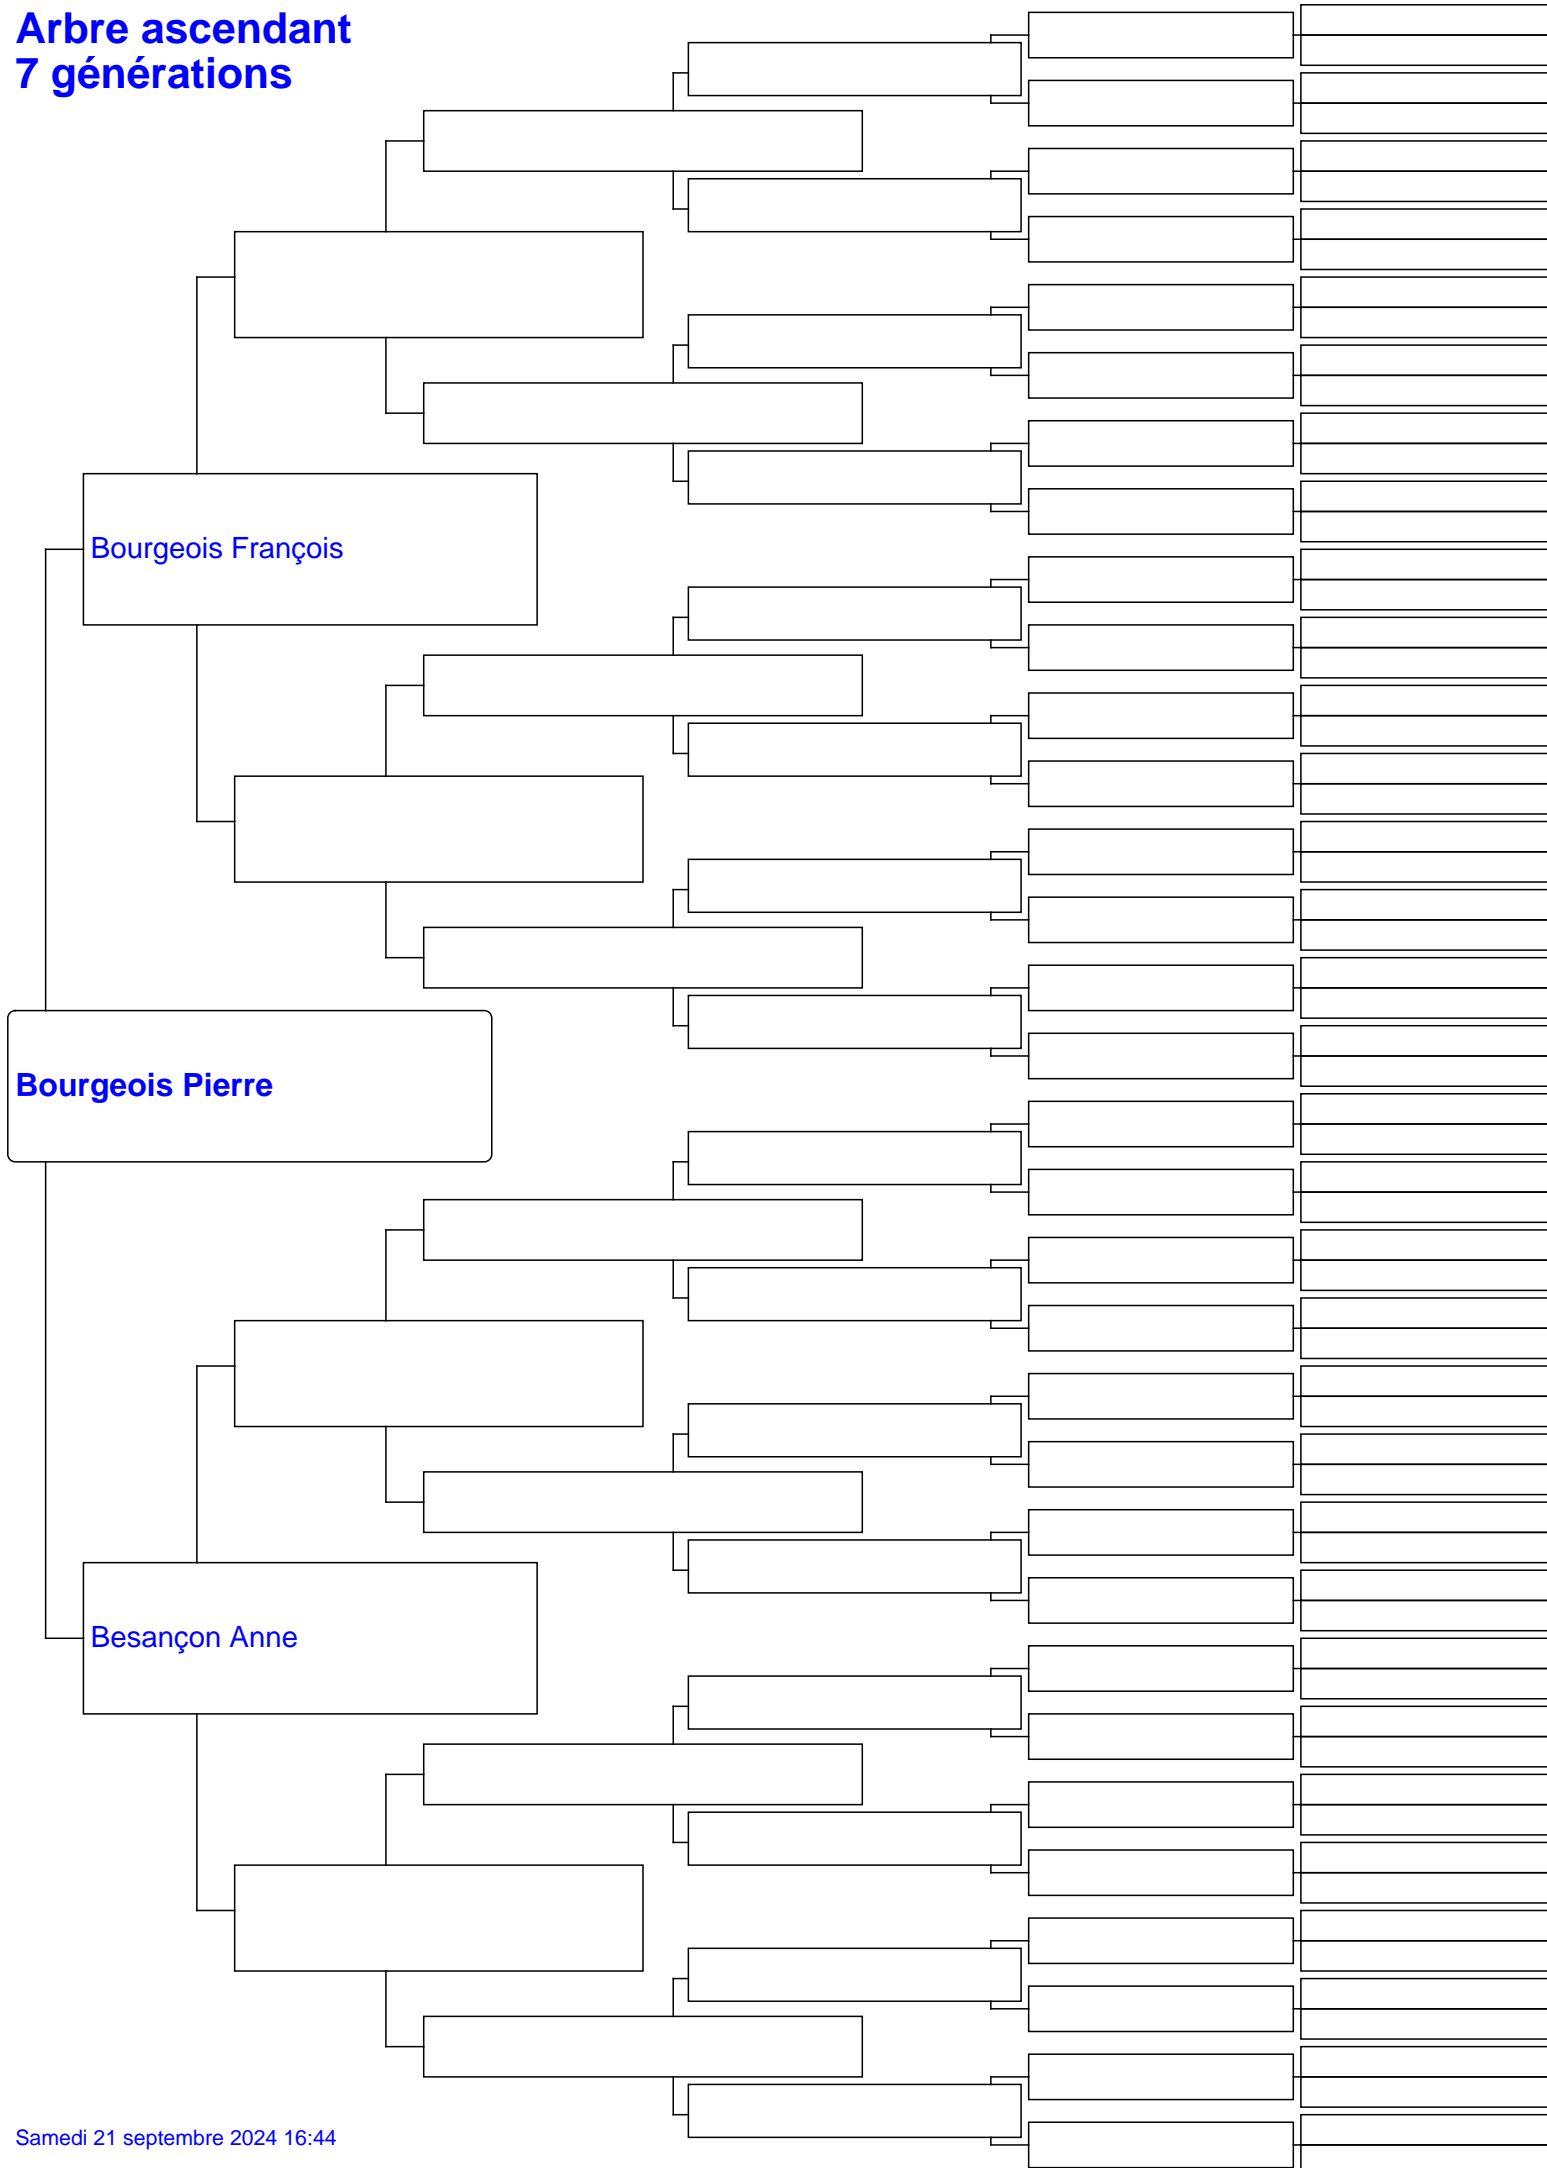 Arbre ascendant
7 générations
Bourgeois François
Bourgeois Pierre
Besançon Anne
Samedi 21 septembre 2024 16:44